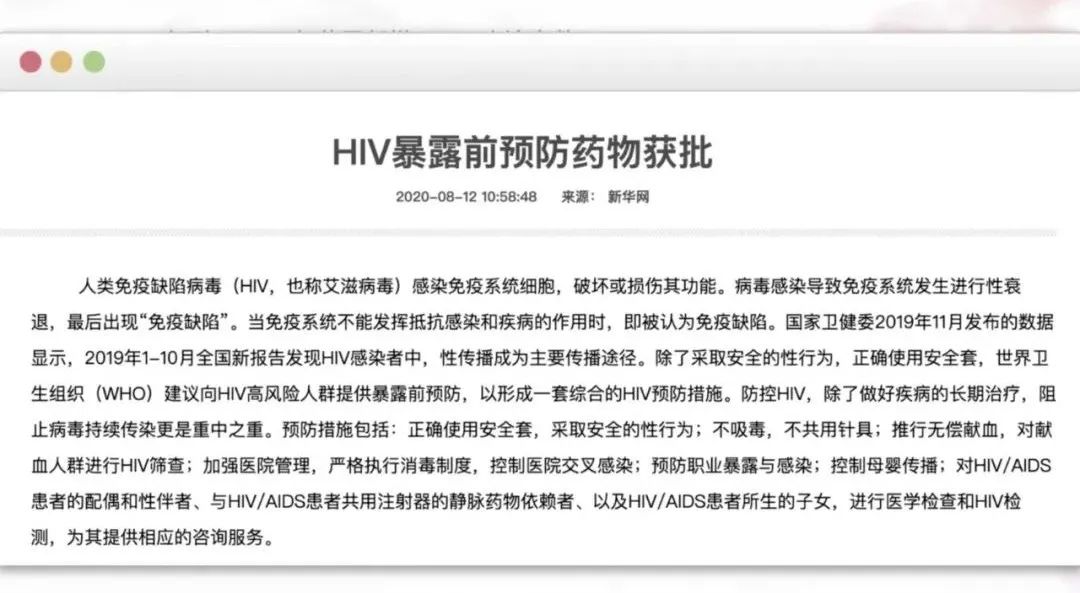 HIV暴露前预防药物获批
2020-08-12 10:58:48 来源： 新华网
人类免疫缺陷病毒（HIV，也称艾滋病毒）感染免疫系统细胞，破坏或损伤其功能。病毒感染导致免疫系统发生进行性衰
退，最后出现“免疫缺陷”。当免疫系统不能发挥抵抗感染和疾病的作用时，即被认为免疫缺陷。国家卫健委2019年11月发布的数据
显示，2019年1-10月全国新报告发现HIV感染者中，性传播成为主要传播途径。除了采取安全的性行为，正确使用安全套，世界卫
生组织（WHO）建议向HIV高风险人群提供暴露前预防，以形成一套综合的HIV预防措施。防控HIV，除了做好疾病的长期治疗，阻
止病毒持续传染更是重中之重。预防措施包括：正确使用安全套，采取安全的性行为；不吸毒，不共用针具；推行无偿献血，对献
血人群进行HIV筛查；加强医院管理，严格执行消毒制度，控制医院交叉感染；预防职业暴露与感染；控制母婴传播；对HIV/AIDS
患者的配偶和性伴者、与HIV/AIDS患者共用注射器的静脉药物依赖者、以及HIV/AIDS患者所生的子女，进行医学检查和HIV检
测，为其提供相应的咨询服务。